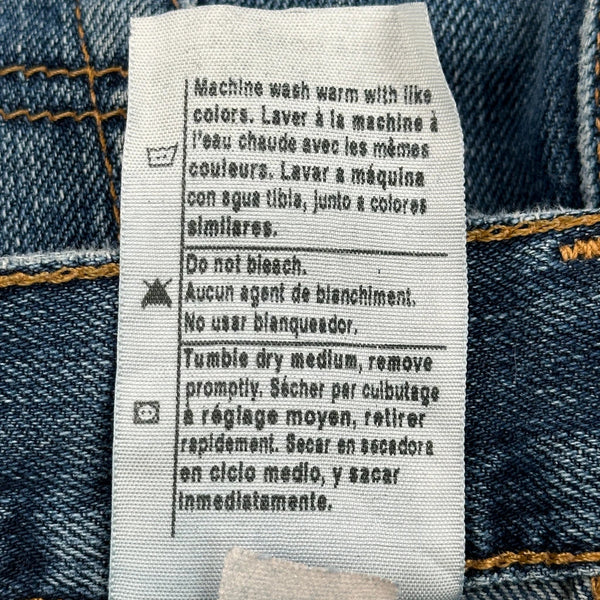 Machine wash warm with like
colors. Laver à la machine à
l'eau chaude avec les mêmes
couleurs. Lavar a máquina
con agua tibia, junto a colores
similares.
Do not bleach.
Aucun agent de blanchiment.
No usar blanqueador.
Tumble dry medium, remove
promptly. Sécher par culbutage
à réglage moyen, retirer
rapidement. Secar en secadora
en ciclo medio, y sacar
inmediatamente.